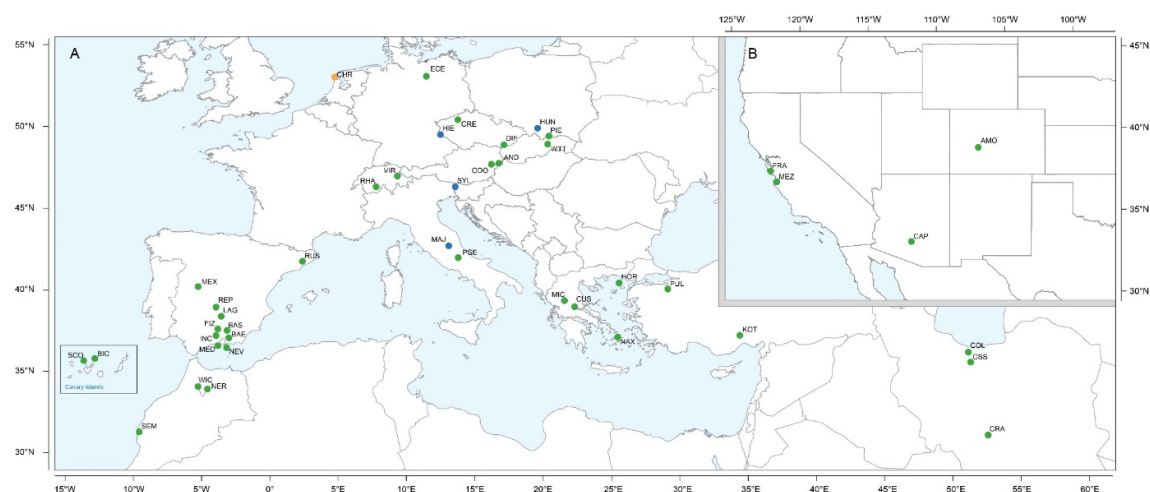 125°W 120°W 115°W 110°W 105°W 100°W
55°N A B 45°N
CHR ECE
50°N CRE HUN HIE PIE 40°N
DIF WIT AND AMO
ODO
VIR FRA
RHA SYL MEZ
45°N 35°N
MAJ CAP
RUS PSE
MEX HOR 30°N
40°N PUL
REP MIC CUS
LAG
FIZ BAS KOT
INC RAF NAX
MED NEV COL
SCO BIC CSS
35°N
Canary Islands
WIC NER
SEM CRA
30°N
15°W 10°W 5°W 0°E 5°E 10°E 15°E 20°E 25°E 30°E 35°E 40°E 45°E 50°E 55°E 60°E